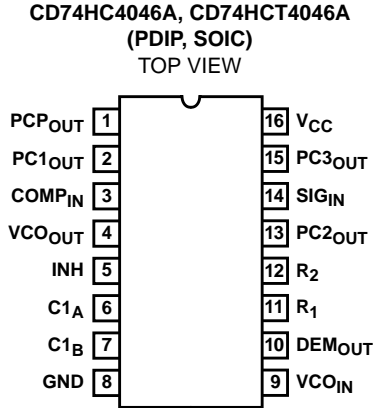 CD74HC4046A, CD74HCT4046A
(PDIP, SOIC)
TOP VIEW
PCPOUT 1 16 VCC
PC1OUT 2 15 PC3OUT
COMPIN 3 14 SIGIN
VCOOUT 4 13 PC2OUT
INH 5 12 R2
C1A 6 11 R1
C1B 7 10 DEMOUT
GND 8 9 VCOIN